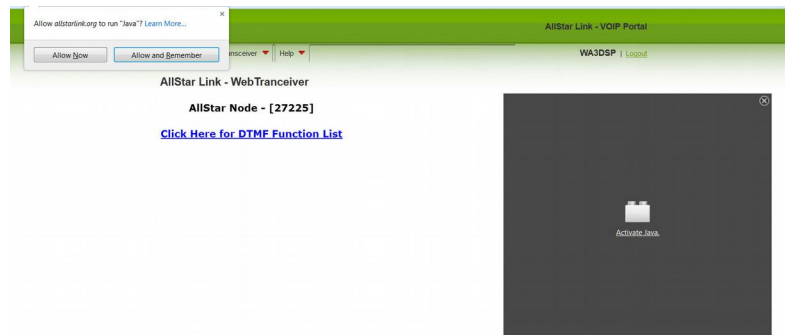 Allow allstarlink.org to run "Java"? Learn More...
×
Allow Now
Allow and Remember
AllStar Link - VOIP Portal
Help
WA3DSP | Logout
AllStar Link - WebTranceiver
AllStar Node - [27225]
Click Here for DTMF Function List
Activate Java.